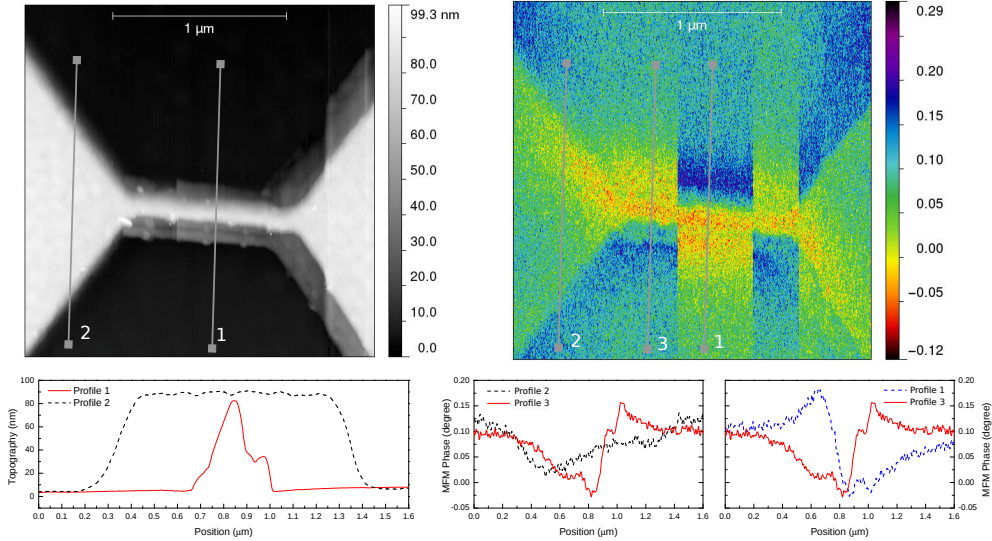 99.3 nm
80.0
70.0
60.0
50.0
40.0
30.0
20.0
10.0
0.0
1 µm
2
1
0.29
0.20
0.15
0.10
0.00
−0.05
−0.12
1 µm
2
3
1
Topography (nm)
100
80
60
40
20
0
Profile 1
Profile 2
0.0 0.1 0.2 0.3 0.4 0.5 0.6 0.7 0.8 0.9 1.0 1.1 1.2 1.3 1.4 1.5 1.6
Position (µm)
MFM Phase (degree)
0.20
0.15
0.10
0.05
0.00
-0.05
Profile 2
Profile 3
0.0 0.2 0.4 0.6 0.8 1.0 1.2 1.4 1.6
Position (µm)
Profile 1
Profile 3
0.20
0.15
0.10
0.05
0.00
-0.05
MFM Phase (degree)
0.0 0.2 0.4 0.6 0.8 1.0 1.2 1.4 1.6
Position (µm)